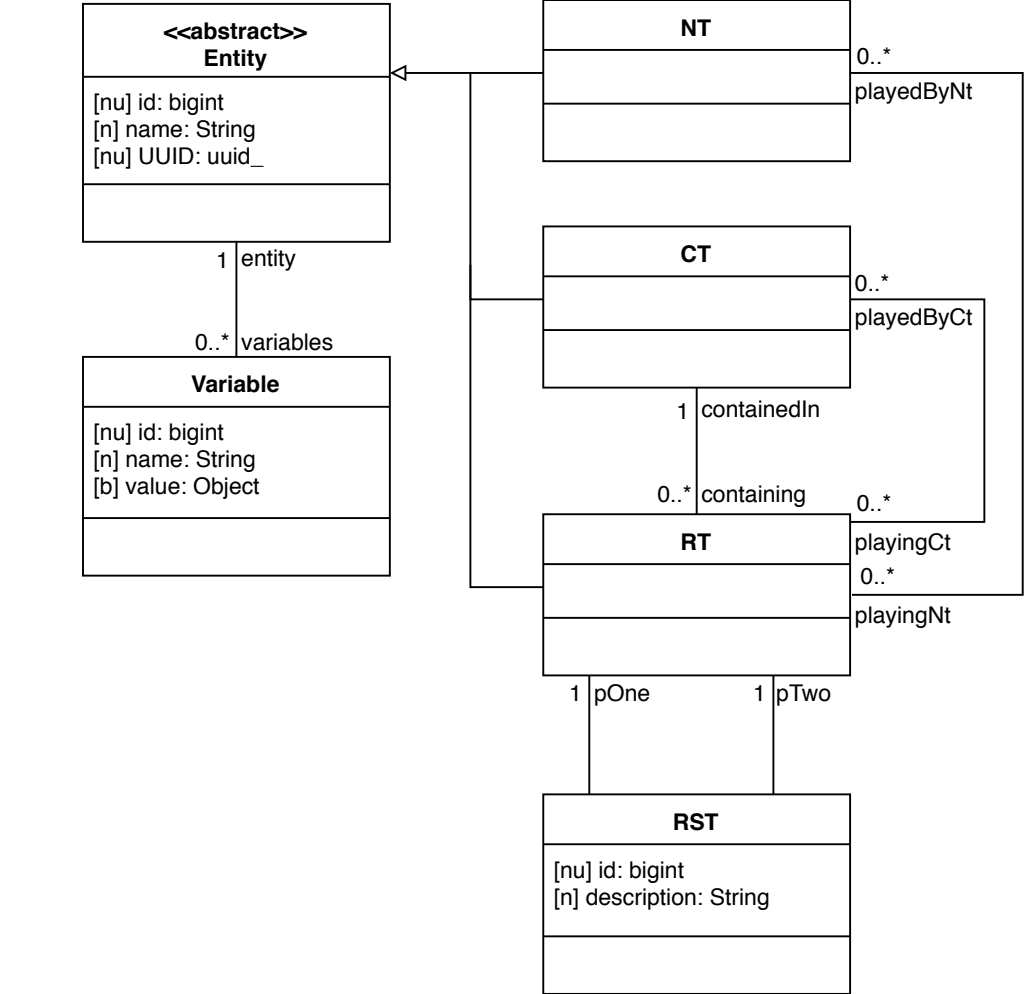 <<abstract>>
Entity
[nu] id: bigint
[n] name: String
[nu] UUID: uuid_
1 entity
0..* variables
Variable
[nu] id: bigint
[n] name: String
[b] value: Object
NT
0..*
playedByNt
CT
0..*
playedByCt
1 containedIn
0..* containing
RT
0..*
playingCt
0..*
playingNt
1 pOne
1 pTwo
RST
[nu] id: bigint
[n] description: String